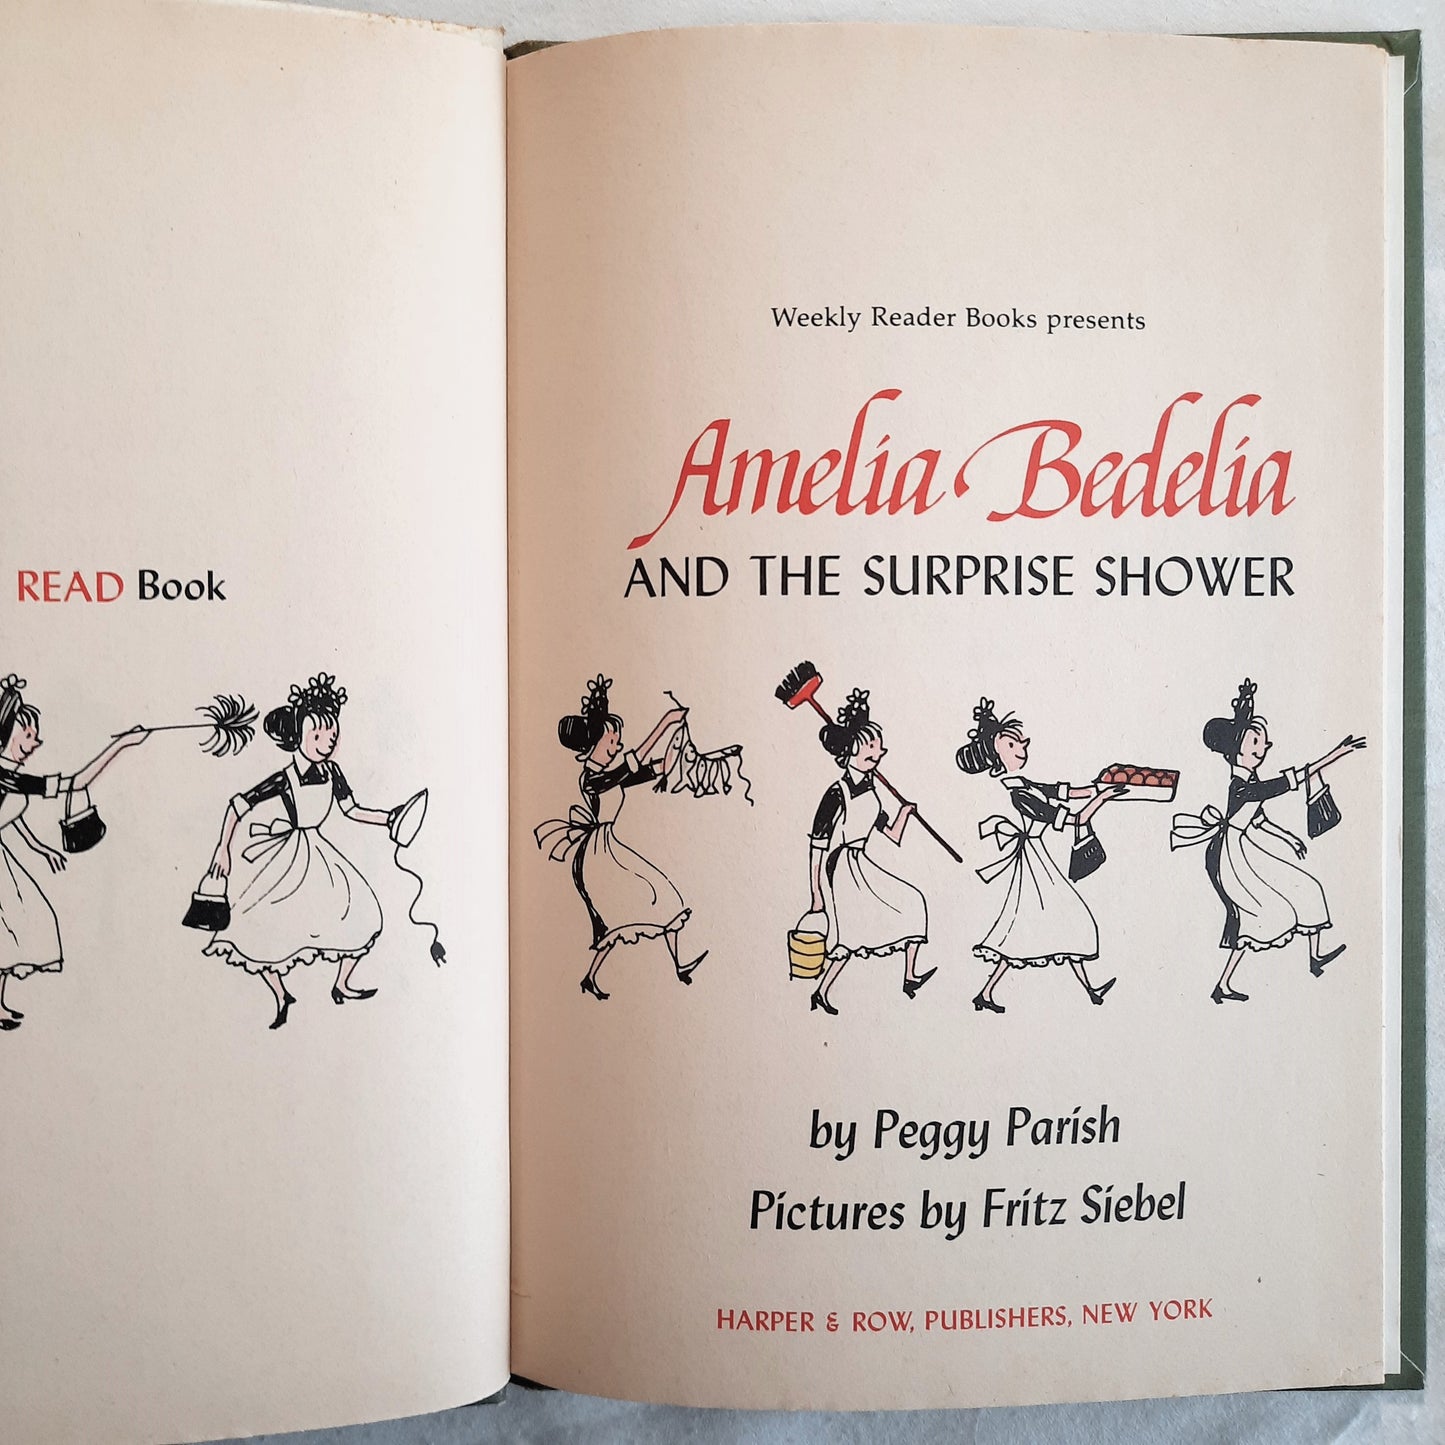 READ Book
Weekly Reader Books presents
Amelia Bedelia
AND THE SURPRISE SHOWER
by Peggy Parish
Pictures by Fritz Siebel
HARPER & ROW, PUBLISHERS, NEW YORK